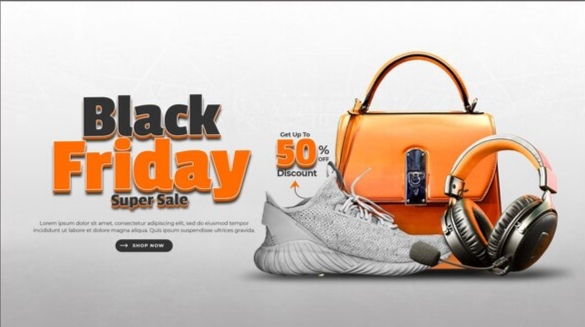 Black
Friday
Super Sale
Lorem ipsum dolor sit amet, consectetur adipiscing elit, sed do eiusmod tempor
incididunt ut labore et dolore magna aliqua. Quis ipsum suspendisse ultrices gravida.
SHOP NOW
Get Up To
50%
OFF
Discount